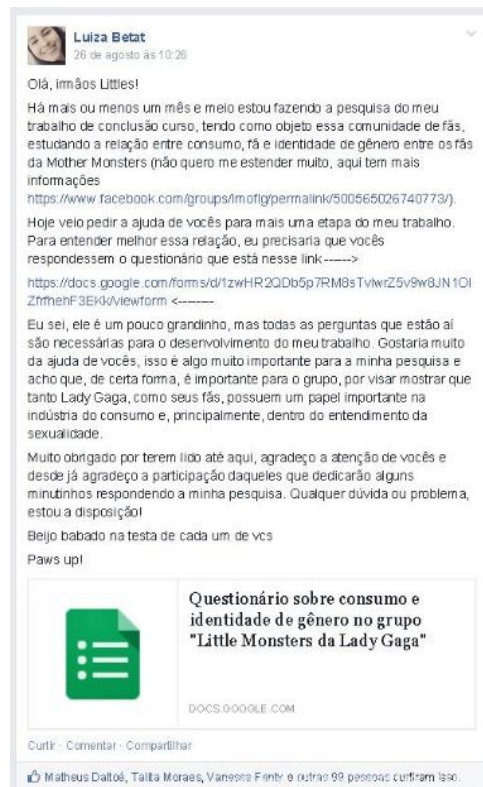 Luiza Betat
26 de agosto às 10:26
Olá, irmãos Littles!
Há mais ou menos um mês e meio estou fazendo a pesquisa do meu
trabalho de conclusão curso, tendo como objeto essa comunidade de fãs,
estudando a relação entre consumo, fã e identidade de gênero entre os fãs
da Mother Monsters (não quero me estender muito, aqui tem mais
informações
https://www.facebook.com/groups/lmoflg/permalink/500565026740773/).
Hoje veio pedir a ajuda de vocês para mais uma etapa do meu trabalho.
Para entender melhor essa relação, eu precisaria que vocês
respondessem o questionário que está nesse link ------>
https://docs.google.com/forms/d/1zwHR2QDb5p7RM8sTvlwrZ5v9w8JN1OI
ZfrfhehF3EKk/viewform <--------
Eu sei, ele é um pouco grandinho, mas todas as perguntas que estão aí
são necessárias para o desenvolvimento do meu trabalho. Gostaria muito
da ajuda de vocês, isso é algo muito importante para a minha pesquisa e
acho que, de certa forma, é importante para o grupo, por visar mostrar que
tanto Lady Gaga, como seus fãs, possuem um papel importante na
indústria do consumo e, principalmente, dentro do entendimento da
sexualidade.
Muito obrigado por terem lido até aqui, agradeço a atenção de vocês e
desde já agradeço a participação daqueles que dedicarão alguns
minutinhos respondendo a minha pesquisa. Qualquer dúvida ou problema,
estou a disposição!
Beijo babado na testa de cada um de vcs
Paws up!
Questionário sobre consumo e
identidade de gênero no grupo
"Little Monsters da Lady Gaga"
DOCS.GOOGLE.COM
Curtir · Comentar · Compartilhar
Matheus Daltoé, Talita Moraes, Vanessa Fenty e outras 99 pessoas curtiram isso.